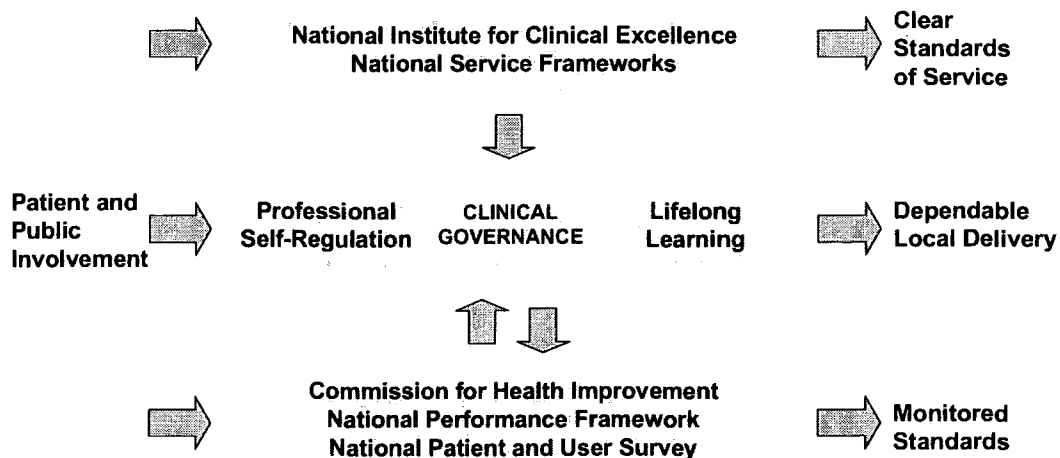 National Institute for Clinical Excellence
National Service Frameworks
Clear
Standards
of Service
Patient and
Public
Involvement
Professional
Self-Regulation
CLINICAL
GOVERNANCE
Lifelong
Learning
Dependable
Local Delivery
Commission for Health Improvement
National Performance Framework
National Patient and User Survey
Monitored
Standards